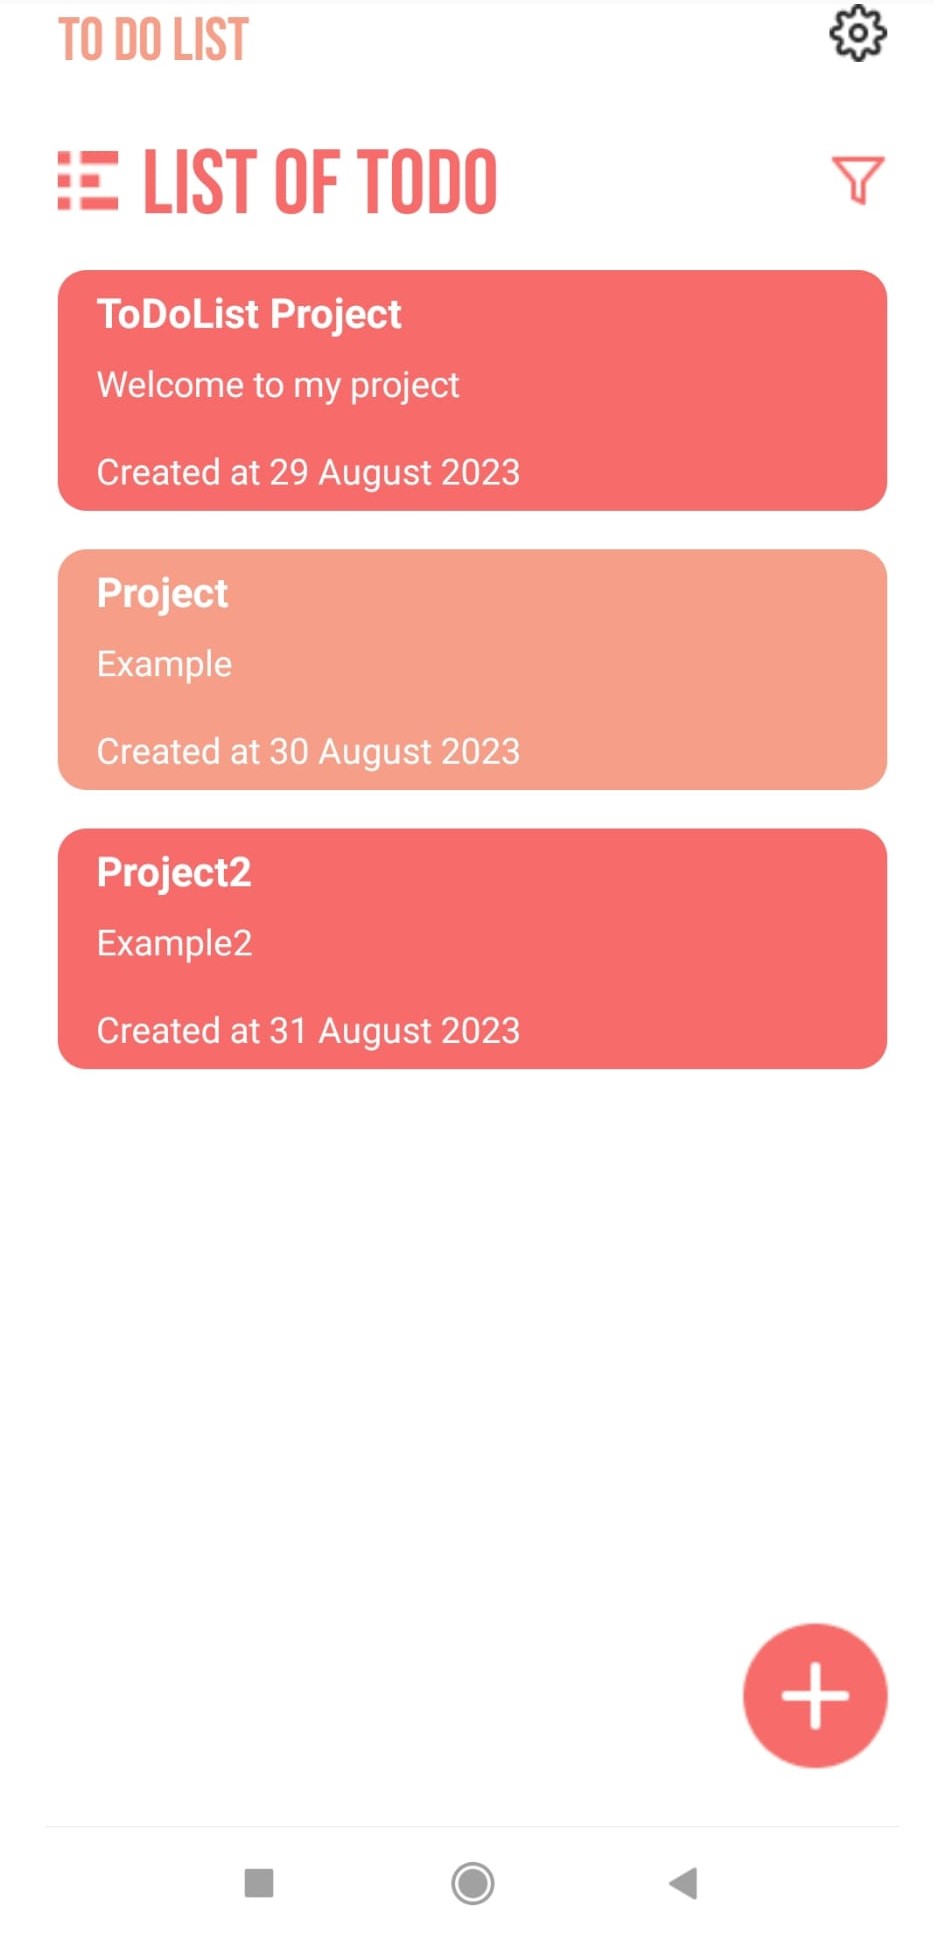 TO DO LIST
LIST OF TODO
ToDoList Project
Welcome to my project
Created at 29 August 2023
Project
Example
Created at 30 August 2023
Project2
Example2
Created at 31 August 2023